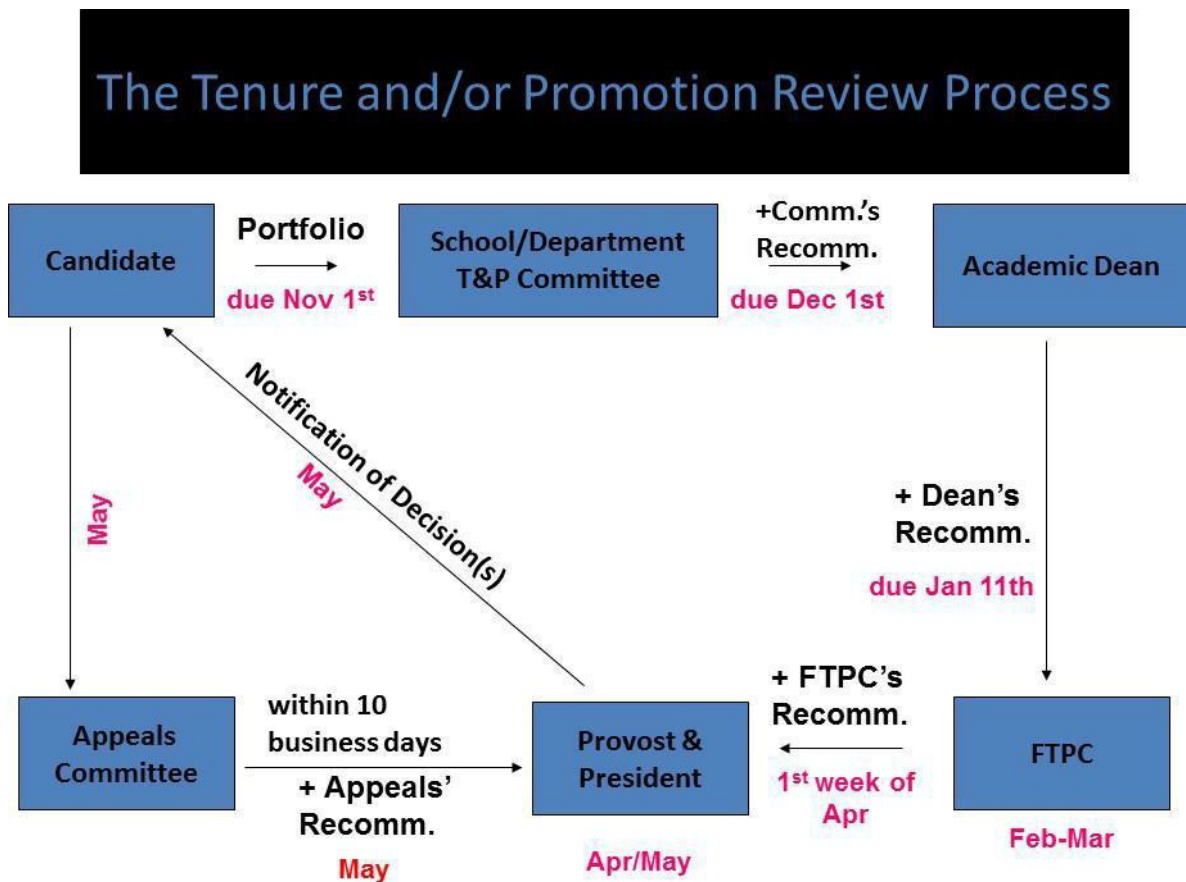 The Tenure and/or Promotion Review Process
Candidate
Portfolio
due Nov 1st
School/Department
T&P Committee
+Comm.'s
Recomm.
due Dec 1st
Academic Dean
+ Dean's
Recomm.
due Jan 11th
Notification of Decision(s)
May
May
Appeals
Committee
within 10
business days
+ Appeals'
Recomm.
May
Provost &
President
Apr/May
+ FTPC's
Recomm.
1st week of
Apr
FTPC
Feb-Mar